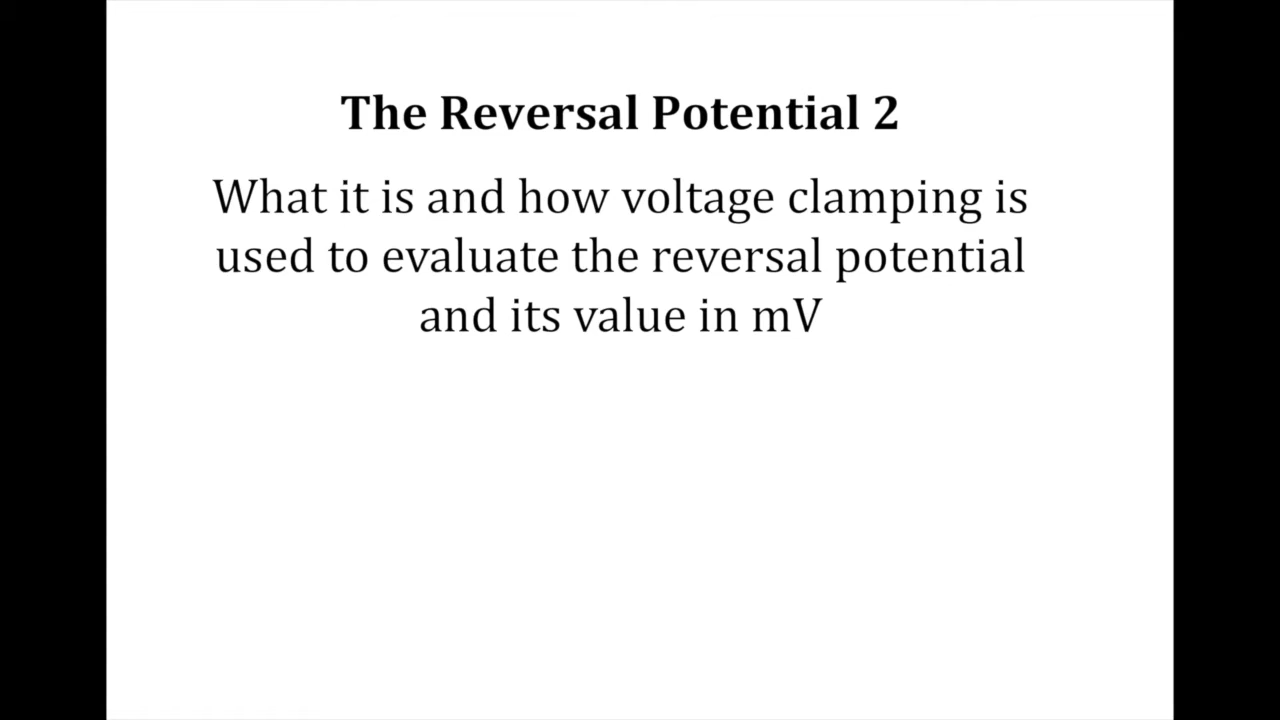 The Reversal Potential 2
What it is and how voltage clamping is
used to evaluate the reversal potential
and its value in mV